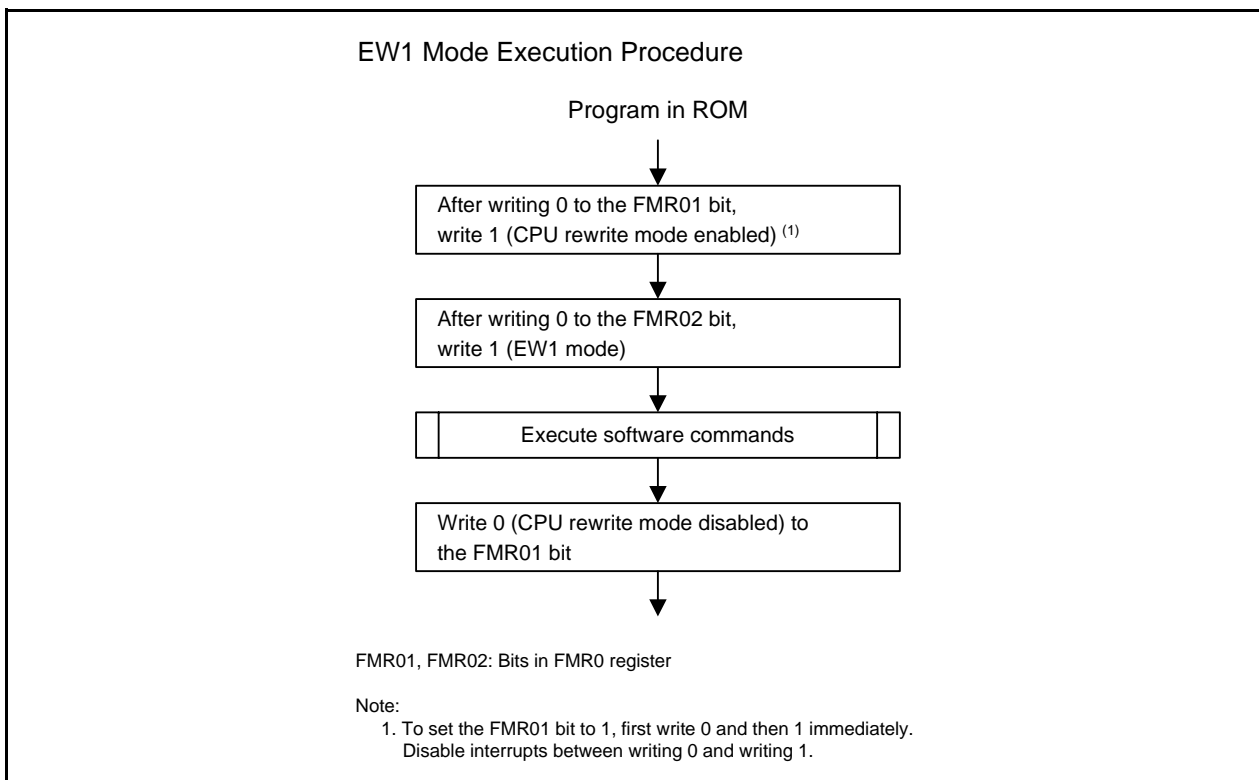 EW1 Mode Execution Procedure
Program in ROM
After writing 0 to the FMR01 bit,
write 1 (CPU rewrite mode enabled) (1)
After writing 0 to the FMR02 bit,
write 1 (EW1 mode)
Execute software commands
Write 0 (CPU rewrite mode disabled) to
the FMR01 bit
FMR01, FMR02: Bits in FMR0 register
Note:
1. To set the FMR01 bit to 1, first write 0 and then 1 immediately.
Disable interrupts between writing 0 and writing 1.